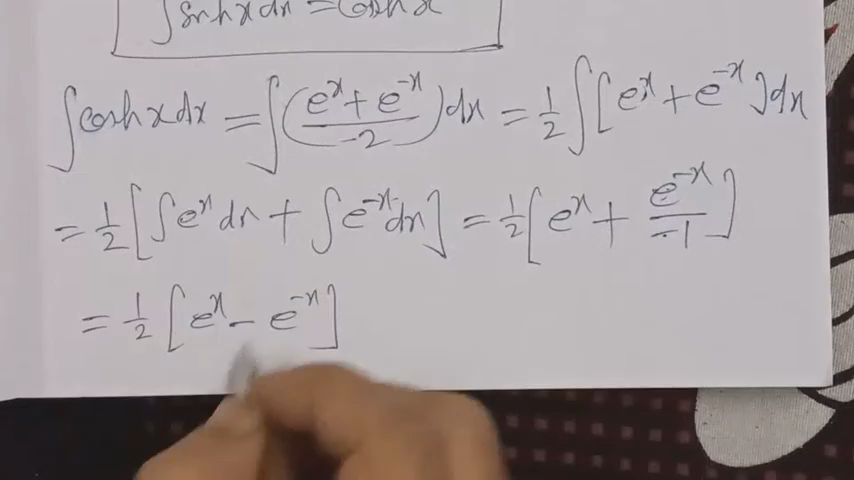 ∫ sinh x dx = cosh x
∫ cosh x dx = ∫ ( (e^x + e^-x) / -2 ) dx = 1/2 ∫ [ e^x + e^-x ] dx
= 1/2 [ ∫ e^x dx + ∫ e^-x dx ] = 1/2 [ e^x + e^-x / -1 ]
= 1/2 [ e^x - e^-x ]